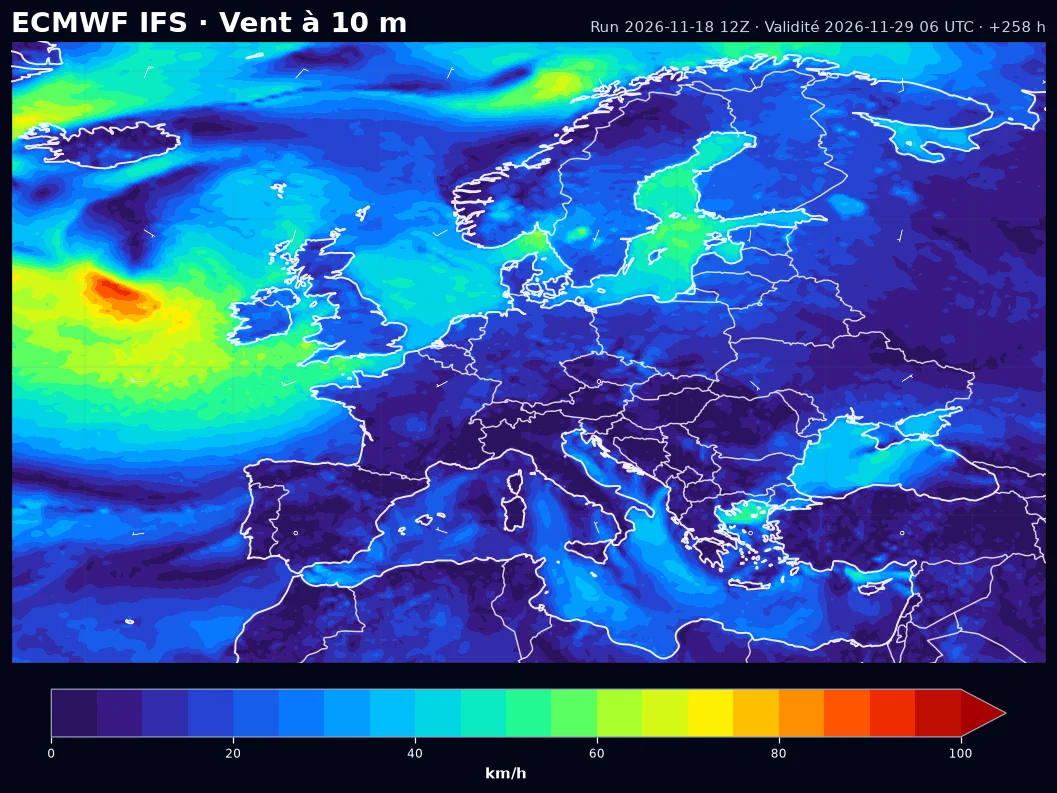 ECMWF IFS · Vent à 10 m
Run 2026-11-18 12Z · Validité 2026-11-29 06 UTC · +258 h
0 20 40 60 80 100
km/h